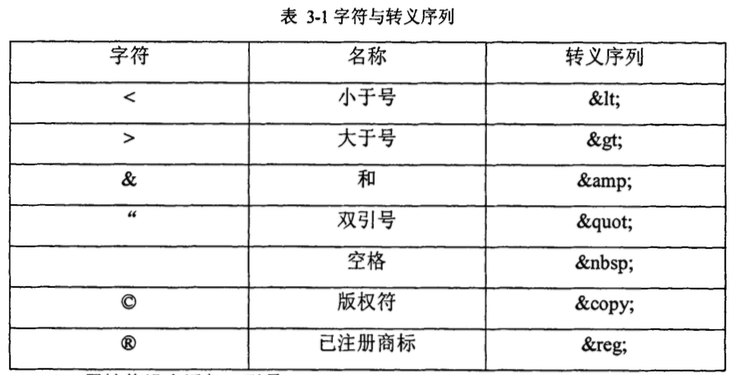 表 3-1 字符与转义序列
字符 名称 转义序列
< 小于号 &lt;
> 大于号 &gt;
& 和 &amp;
“ 双引号 &quot;
空格 &nbsp;
© 版权符 &copy;
® 已注册商标 &reg;